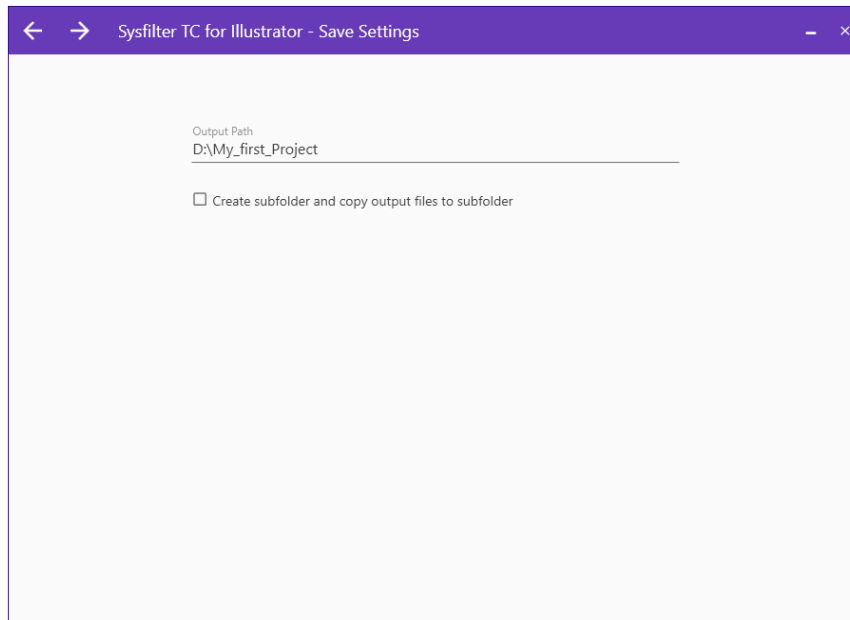 Sysfilter TC for Illustrator - Save Settings
Output Path
D:\My_first_Project
Create subfolder and copy output files to subfolder